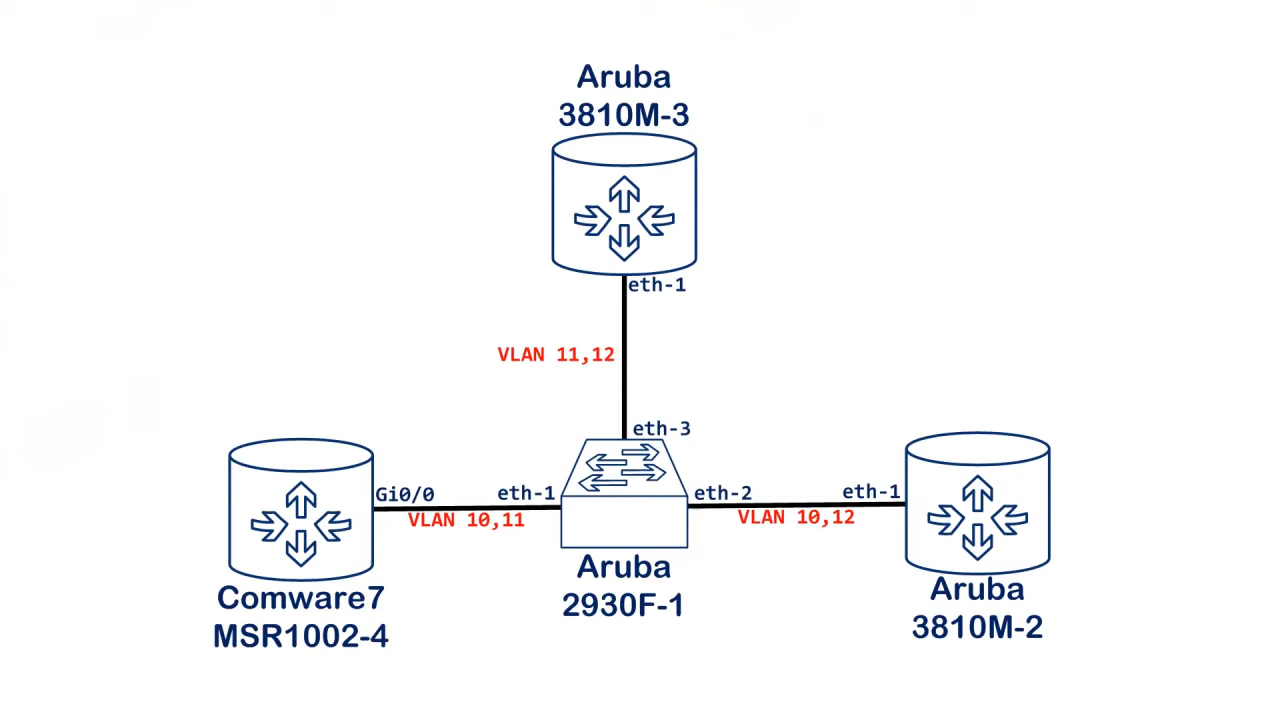 Aruba
3810M-3
eth-1
VLAN 11,12
eth-3
Gi0/0
eth-1
eth-2
eth-1
VLAN 10,11
VLAN 10,12
Comware7
MSR1002-4
Aruba
2930F-1
Aruba
3810M-2